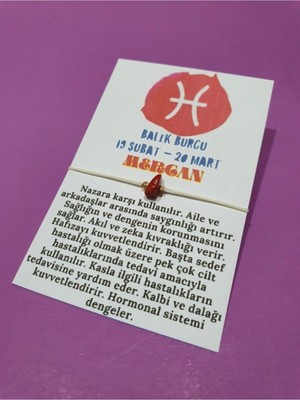 BALIK BURCU
19 ŞUBAT - 20 MART
MERCAN
Nazara karşı kullanılır. Aile ve
arkadaşlar arasında saygınlığı artırır.
Sağlığın ve dengenin korunmasını
sağlar. Akıl ve zeka kıvraklığı verir.
Hafızayı kuvvetlendirir. Başta sedef
hastalığı olmak üzere pek çok cilt
hastalıklarında tedavi amacıyla
kullanılır. Kasla ilgili hastalıkların
tedavisine yardım eder. Kalbi ve dalağı
kuvvetlendirir. Hormonal sistemi
dengeler.